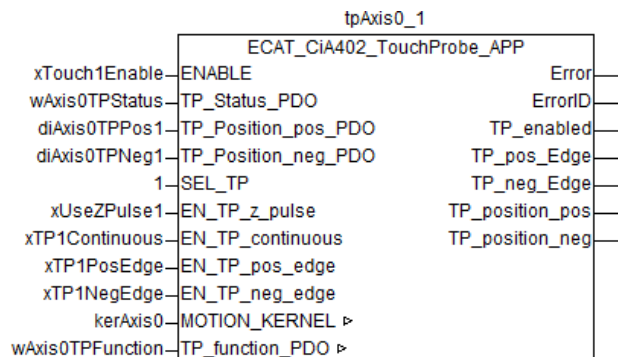 tpAxis0_1
ECAT_CiA402_TouchProbe_APP
xTouch1Enable ENABLE Error
wAxis0TPStatus TP_Status_PDO ErrorID
diAxis0TPPos1 TP_Position_pos_PDO TP_enabled
diAxis0TPNeg1 TP_Position_neg_PDO TP_pos_Edge
1 SEL_TP TP_neg_Edge
xUseZPulse1 EN_TP_z_pulse TP_position_pos
xTP1Continuous EN_TP_continuous TP_position_neg
xTP1PosEdge EN_TP_pos_edge
xTP1NegEdge EN_TP_neg_edge
kerAxis0 MOTION_KERNEL ▹
wAxis0TPFunction TP_function_PDO ▹